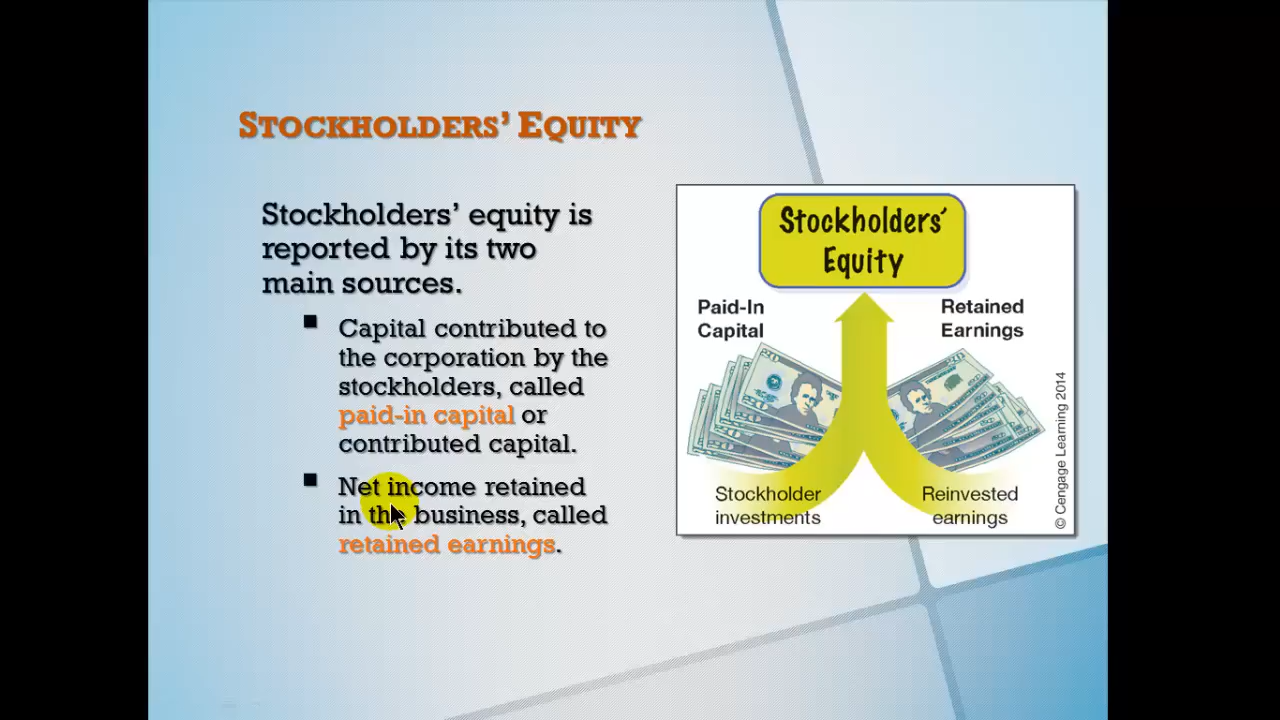 STOCKHOLDERS' EQUITY
Stockholders' equity is
reported by its two
main sources.
Capital contributed to
the corporation by the
stockholders, called
paid-in capital or
contributed capital.
Net income retained
in the business, called
retained earnings.
Stockholders'
Equity
Paid-In
Capital
Retained
Earnings
Stockholder
investments
Reinvested
earnings
© Cengage Learning 2014